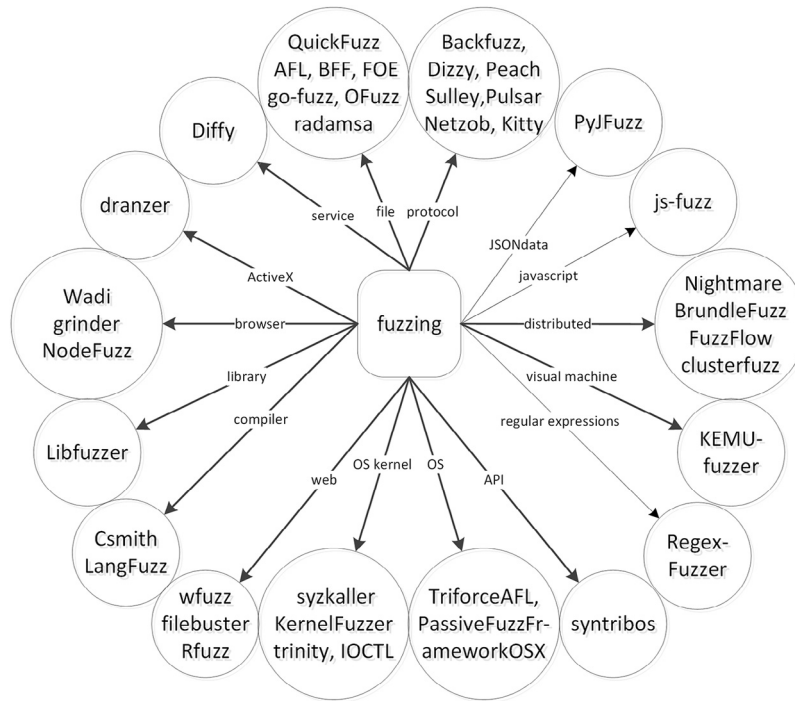 QuickFuzz
AFL, BFF, FOE
go-fuzz, OFuzz
radamsa
Backfuzz,
Dizzy, Peach
Sulley,Pulsar
Netzob, Kitty
PyJFuzz
Diffy
js-fuzz
dranzer
service
file
protocol
JSONdata
javascript
ActiveX
Wadi
grinder
NodeFuzz
browser
fuzzing
distributed
Nightmare
BrundleFuzz
FuzzFlow
clusterfuzz
library
visual machine
compiler
regular expressions
Libfuzzer
KEMU-
fuzzer
web
OS kernel
OS
API
Csmith
LangFuzz
Regex-
Fuzzer
wfuzz
filebuster
Rfuzz
syzkaller
KernelFuzzer
trinity, IOCTL
TriforceAFL,
PassiveFuzzFr-
ameworkOSX
syntribos